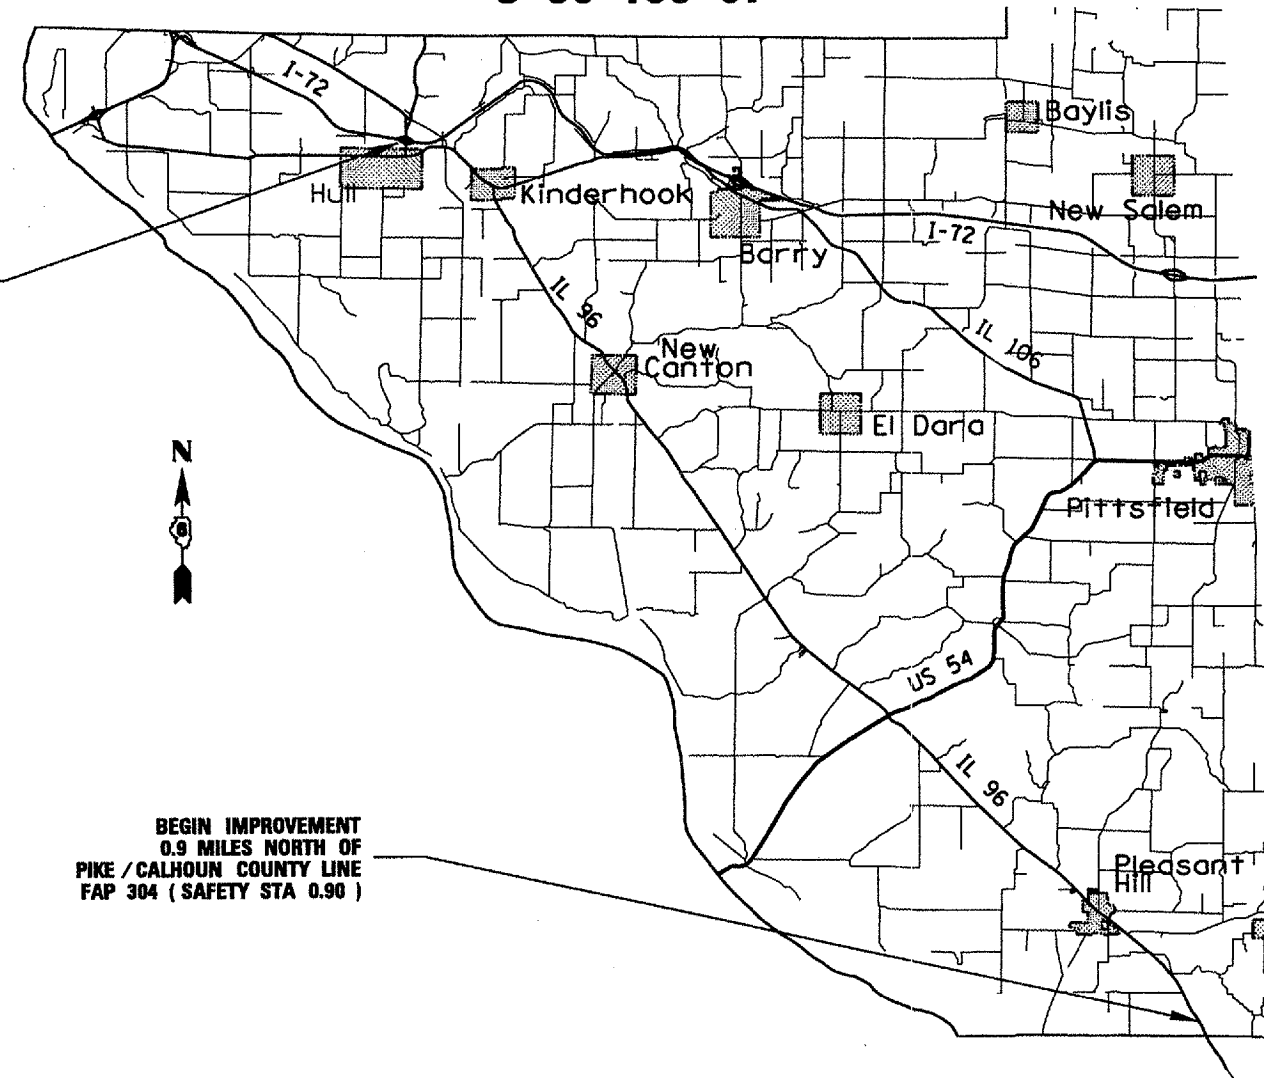 I-72
Baylis
Hull
Kinderhook
New Salem
Barry
I-72
IL 96
IL 106
New
Canton
El Dara
N
6
Pittsfield
US 54
IL 96
BEGIN IMPROVEMENT
0.9 MILES NORTH OF
PIKE / CALHOUN COUNTY LINE
FAP 304 ( SAFETY STA 0.90 )
Pleasant
Hill